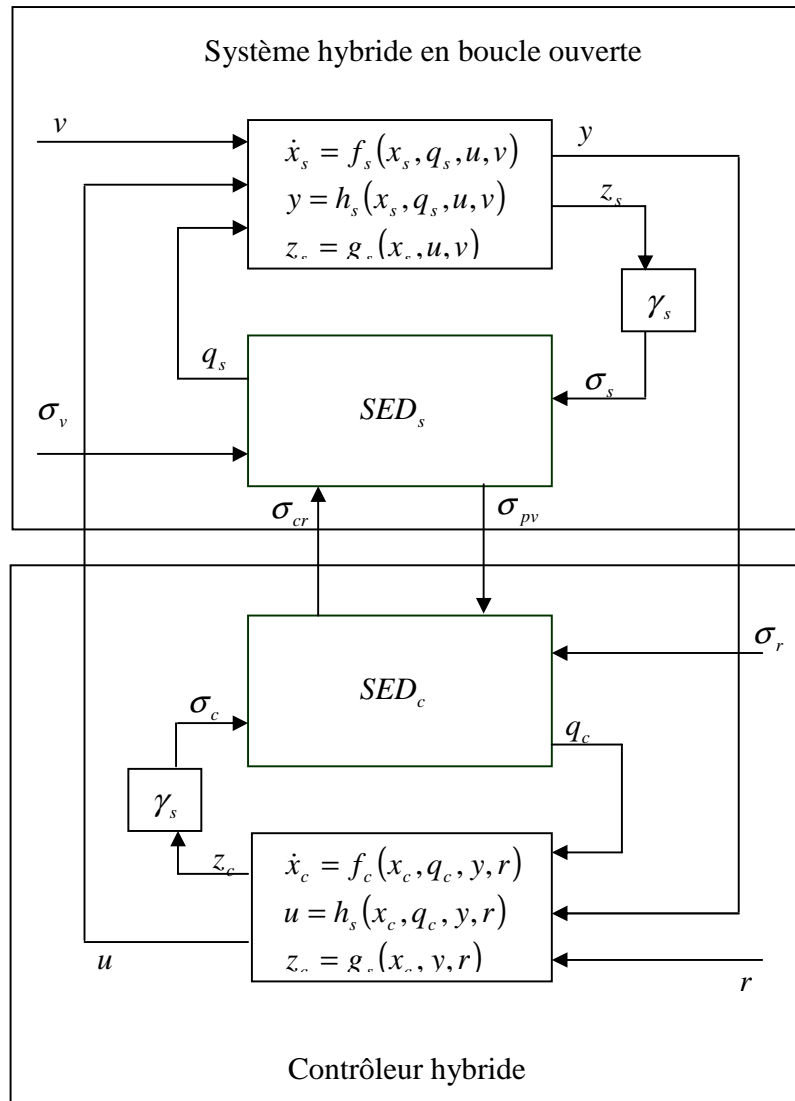 Système hybride en boucle ouverte
v
ẋ_s = f_s(x_s, q_s, u, v)
y = h_s(x_s, q_s, u, v)
z_s = g_s(x_s, u, v)
y
z_s
γ_s
q_s
σ_s
SED_s
σ_v
σ_cr
σ_pv
SED_c
σ_r
σ_c
q_c
γ_s
z_c
ẋ_c = f_c(x_c, q_c, y, r)
u = h_s(x_c, q_c, y, r)
z_c = g_s(x_c, y, r)
u
r
Contrôleur hybride